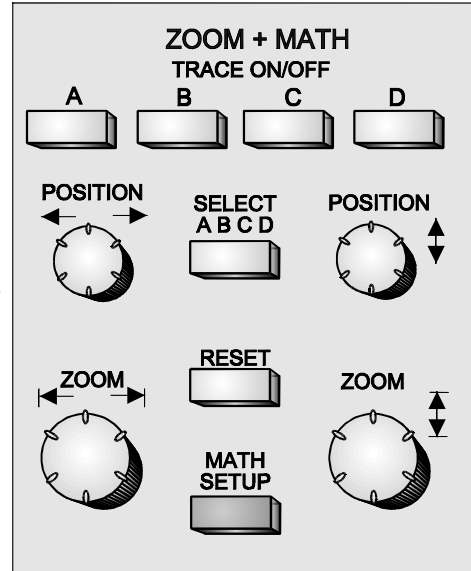 ZOOM + MATH
TRACE ON/OFF
A B C D
POSITION
SELECT
A B C D
POSITION
ZOOM
RESET
ZOOM
MATH
SETUP